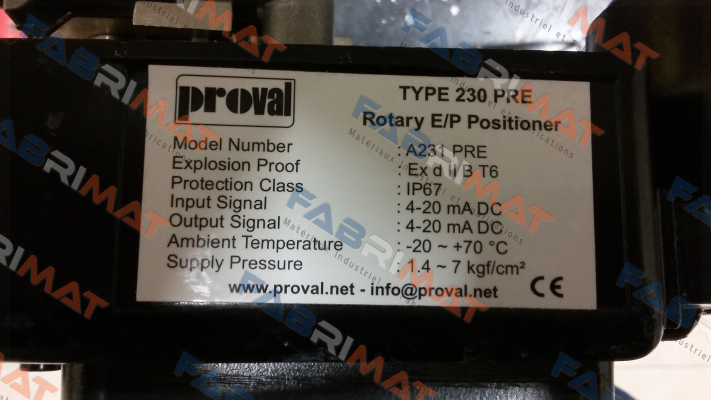 proval
TYPE 230 PRE
Rotary E/P Positioner
Model Number : A231 PRE
Explosion Proof : Ex d II B T6
Protection Class : IP67
Input Signal : 4-20 mA DC
Output Signal : 4-20 mA DC
Ambient Temperature : -20 ~ +70 °C
Supply Pressure : 1.4 ~ 7 kgf/cm²
www.proval.net - info@proval.net CE
FABRIMAT
FABRIMAT
FABRIMAT
FABRIMAT
FABRIMAT
FABRIMAT